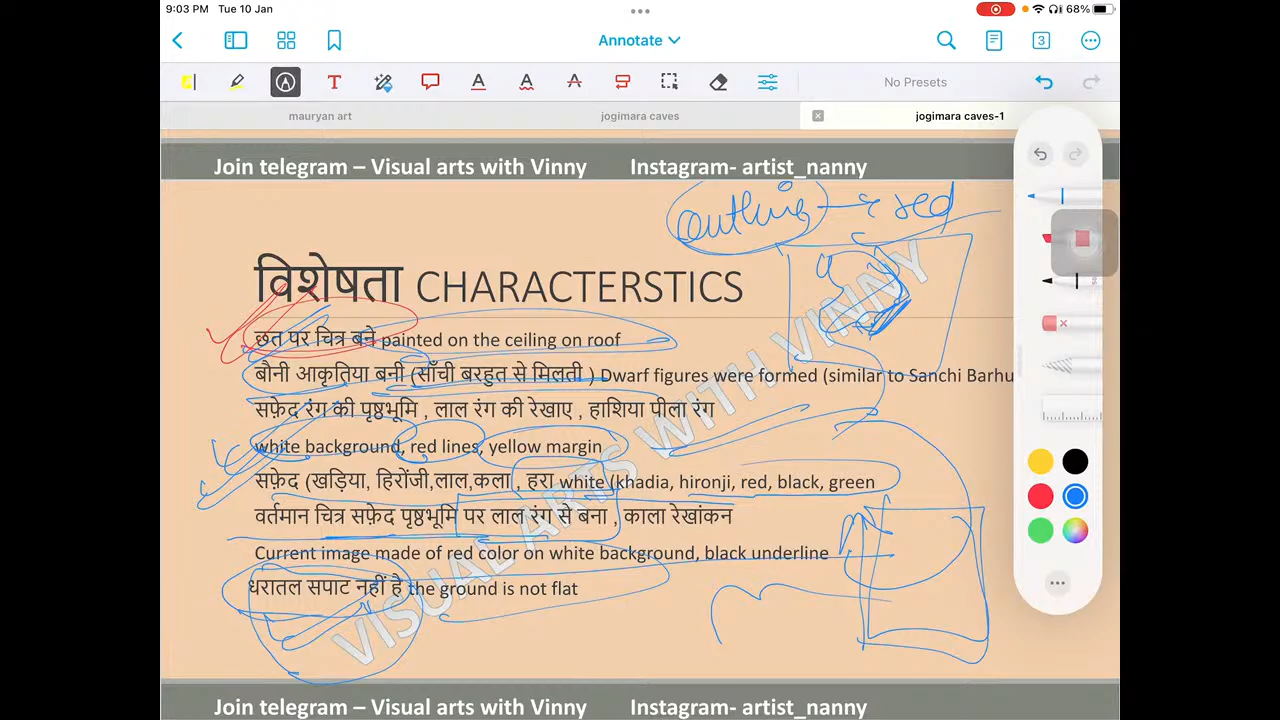 9:03 PM Tue 10 Jan 68%
Annotate
3
No Presets
mauryan art jogimara caves jogimara caves-1
Join telegram – Visual arts with Vinny Instagram- artist_nanny
outline → red
विशेषता CHARACTERSTICS
छत पर चित्र बने painted on the ceiling on roof
बौनी आकृतिया बनी (साँची बरहुत से मिलती ) Dwarf figures were formed (similar to Sanchi Barhu
सफ़ेद रंग की पृष्ठभूमि , लाल रंग की रेखाए , हाशिया पीला रंग
white background, red lines, yellow margin
सफ़ेद (खड़िया, हिरोंजी,लाल,कला , हरा white (khadia, hironji, red, black, green
वर्तमान चित्र सफ़ेद पृष्ठभूमि पर लाल रंग से बना , काला रेखांकन
Current image made of red color on white background, black underline
धरातल सपाट नहीं है the ground is not flat
VISUAL ARTS WITH VINNY
Join telegram – Visual arts with Vinny Instagram- artist_nanny